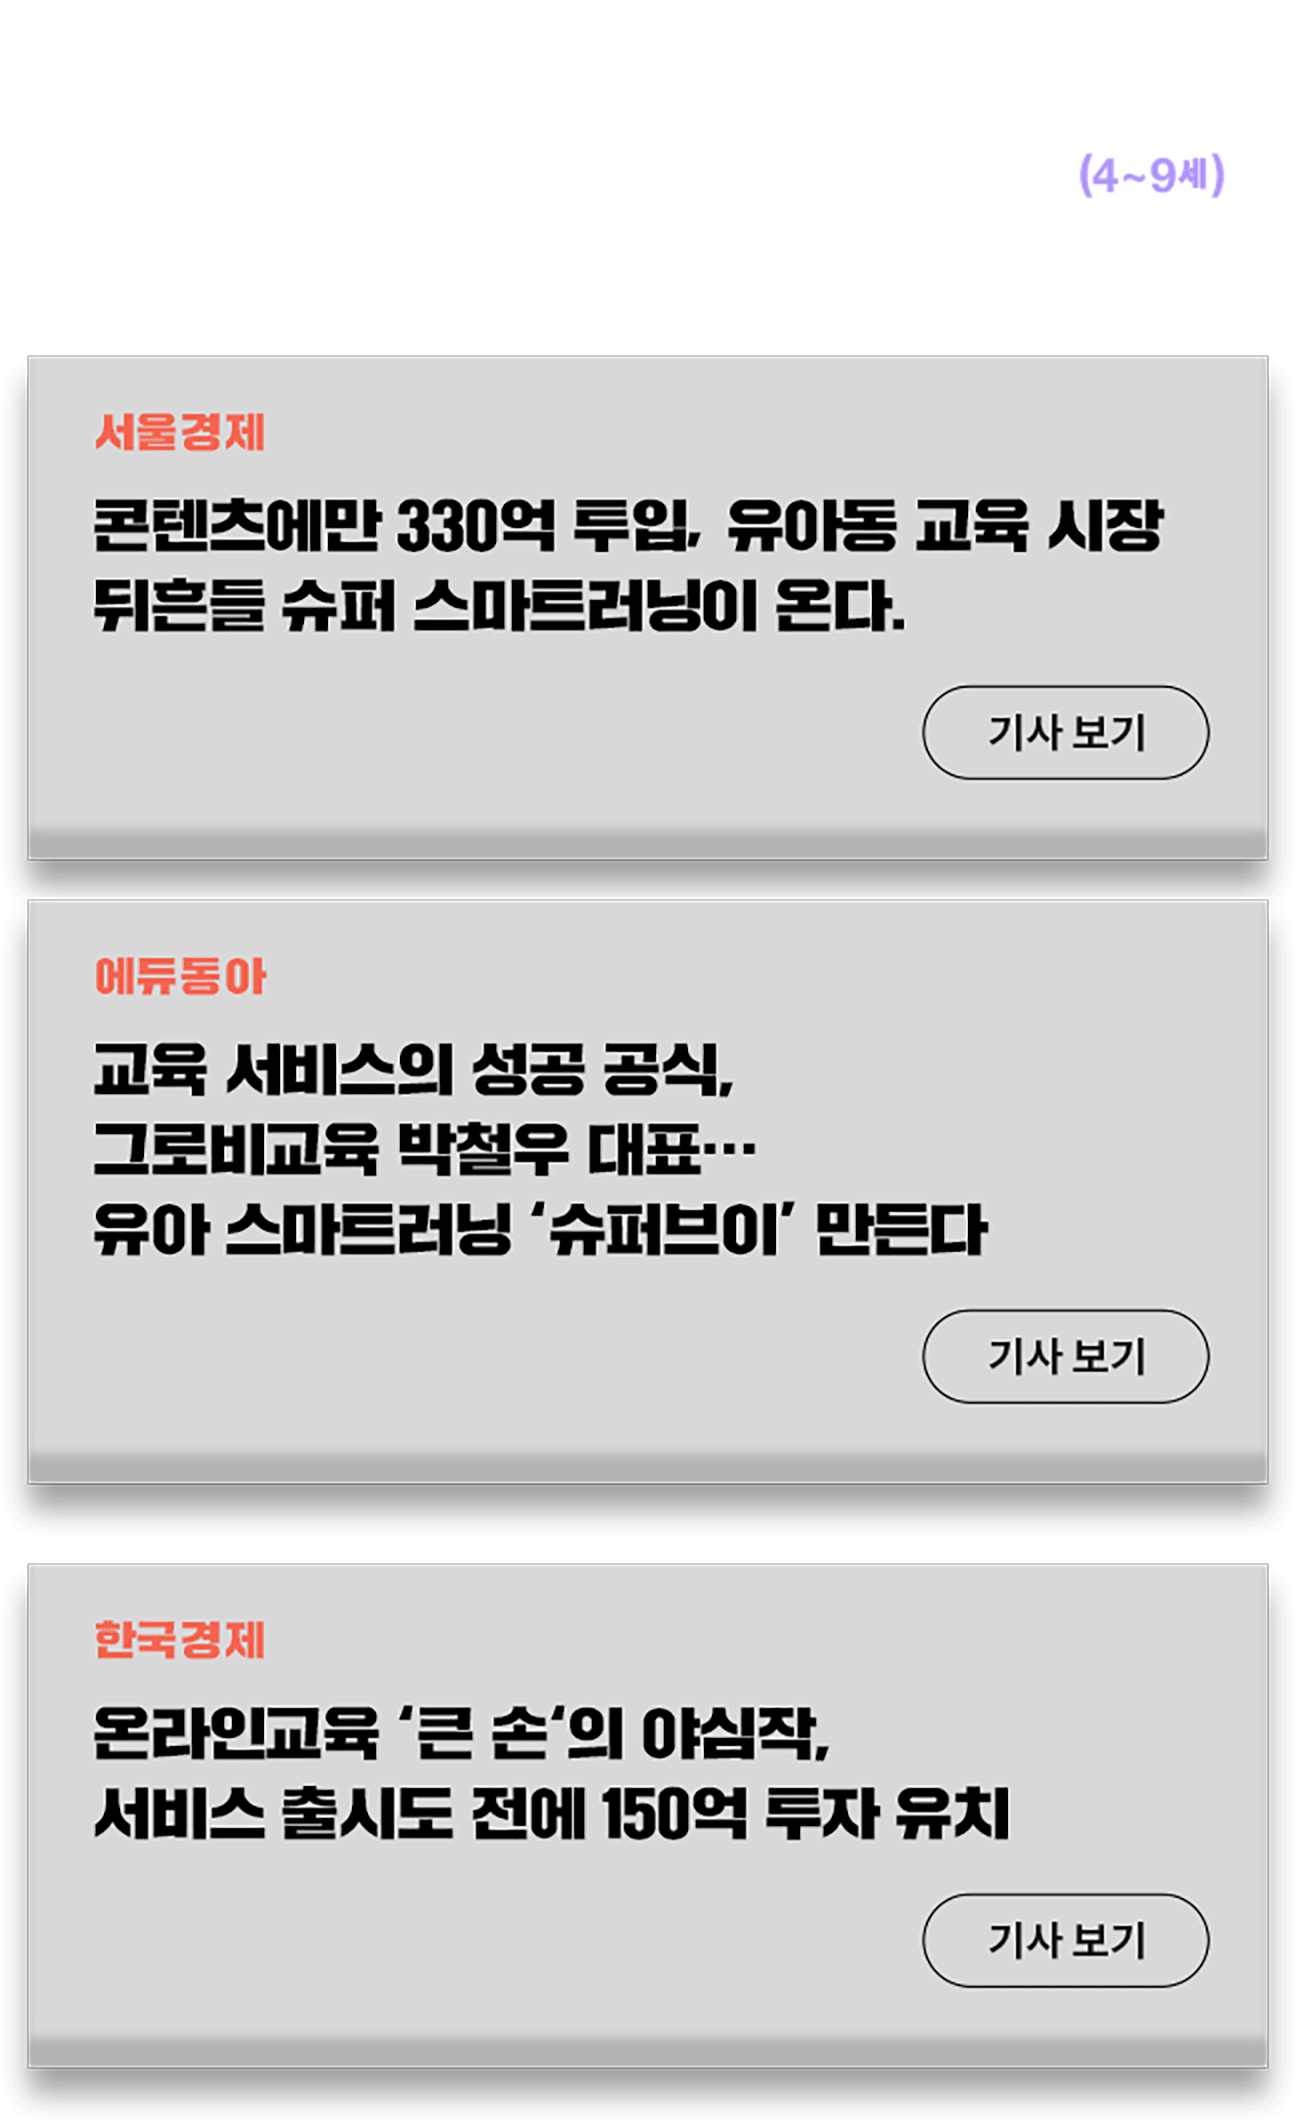 (4~9세)
서울경제
콘텐츠에만 330억 투입, 유아동 교육 시장
뒤흔들 슈퍼 스마트러닝이 온다.
기사 보기
에듀동아
교육 서비스의 성공 공식,
그로비교육 박철우 대표…
유아 스마트러닝 ‘슈퍼브이’ 만든다
기사 보기
한국경제
온라인교육 ‘큰 손‘의 야심작,
서비스 출시도 전에 150억 투자 유치
기사 보기